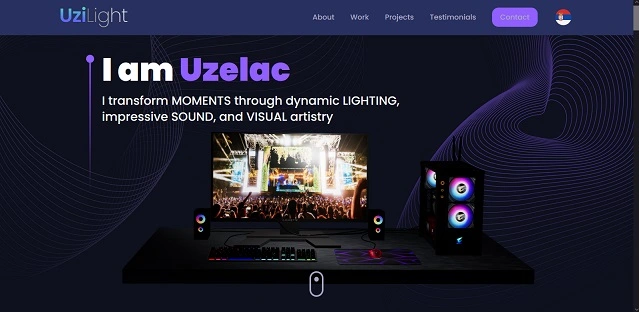 UziLight
About Work Projects Testimonials Contact
I am Uzelac
I transform MOMENTS through dynamic LIGHTING,
impressive SOUND, and VISUAL artistry